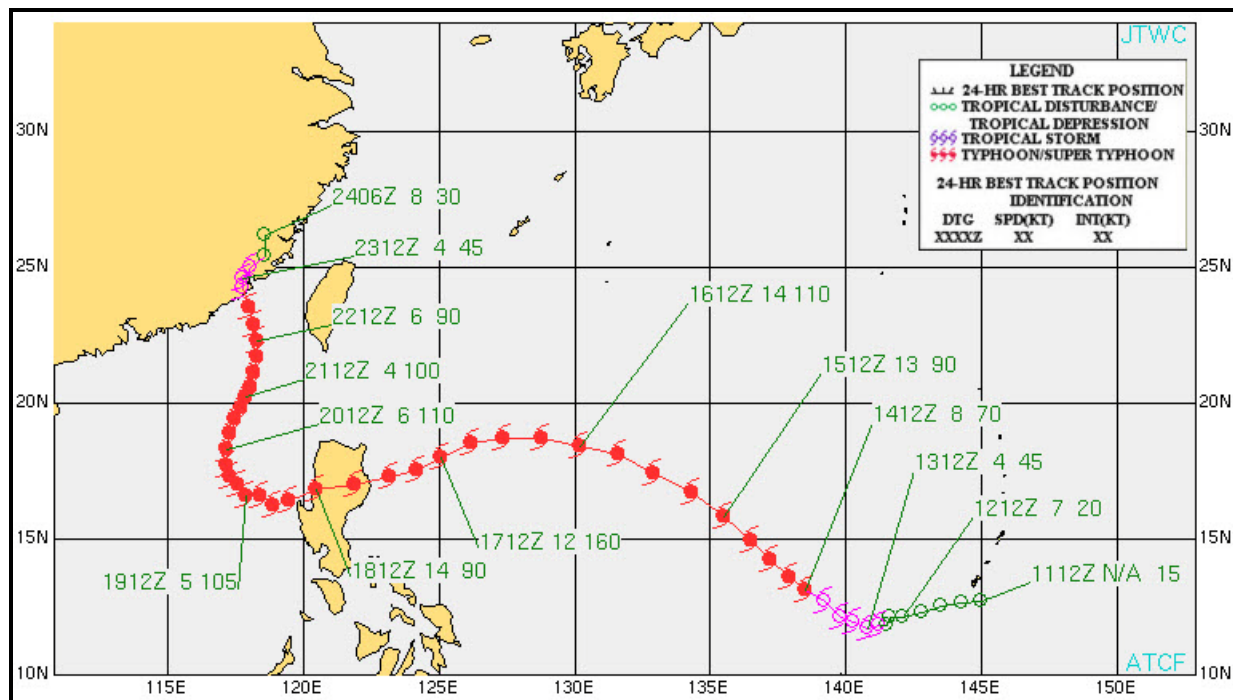 JTWC
LEGEND
24-HR BEST TRACK POSITION
TROPICAL DISTURBANCE/
TROPICAL DEPRESSION
TROPICAL STORM
TYPHOON/SUPER TYPHOON
24-HR BEST TRACK POSITION
IDENTIFICATION
DTG SPD(KT) INT(KT)
XXXXZ XX XX
30N 30N
2406Z 8 30
2312Z 4 45
25N 25N
1612Z 14 110
2212Z 6 90
2112Z 4 100
1512Z 13 90
20N 20N
2012Z 6 110
1412Z 8 70
1312Z 4 45
1212Z 7 20
15N 15N
1712Z 12 160
1912Z 5 105
1812Z 14 90
1112Z N/A 15
ATCF
10N 10N
115E 120E 125E 130E 135E 140E 145E 150E